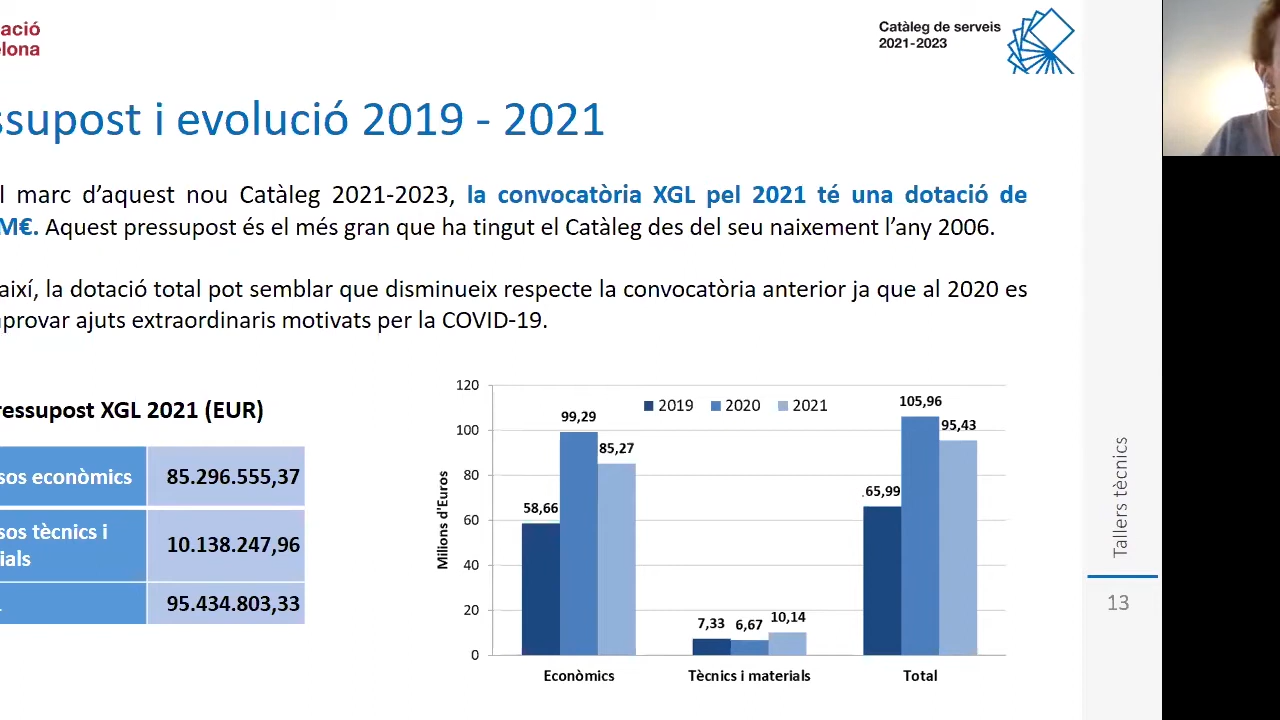 ació
elona
Catàleg de serveis
2021-2023
ssupost i evolució 2019 - 2021
l marc d’aquest nou Catàleg 2021-2023, la convocatòria XGL pel 2021 té una dotació de
M€. Aquest pressupost és el més gran que ha tingut el Catàleg des del seu naixement l’any 2006.
així, la dotació total pot semblar que disminueix respecte la convocatòria anterior ja que al 2020 es
aprovar ajuts extraordinaris motivats per la COVID-19.
ressupost XGL 2021 (EUR)
sos econòmics 85.296.555,37
sos tècnics i
ials 10.138.247,96
95.434.803,33
Milions d'Euros
120
100
80
60
40
20
0
2019 2020 2021
58,66 99,29 85,27
7,33 6,67 10,14
65,99 105,96 95,43
Econòmics Tècnics i materials Total
Tallers tècnics
13